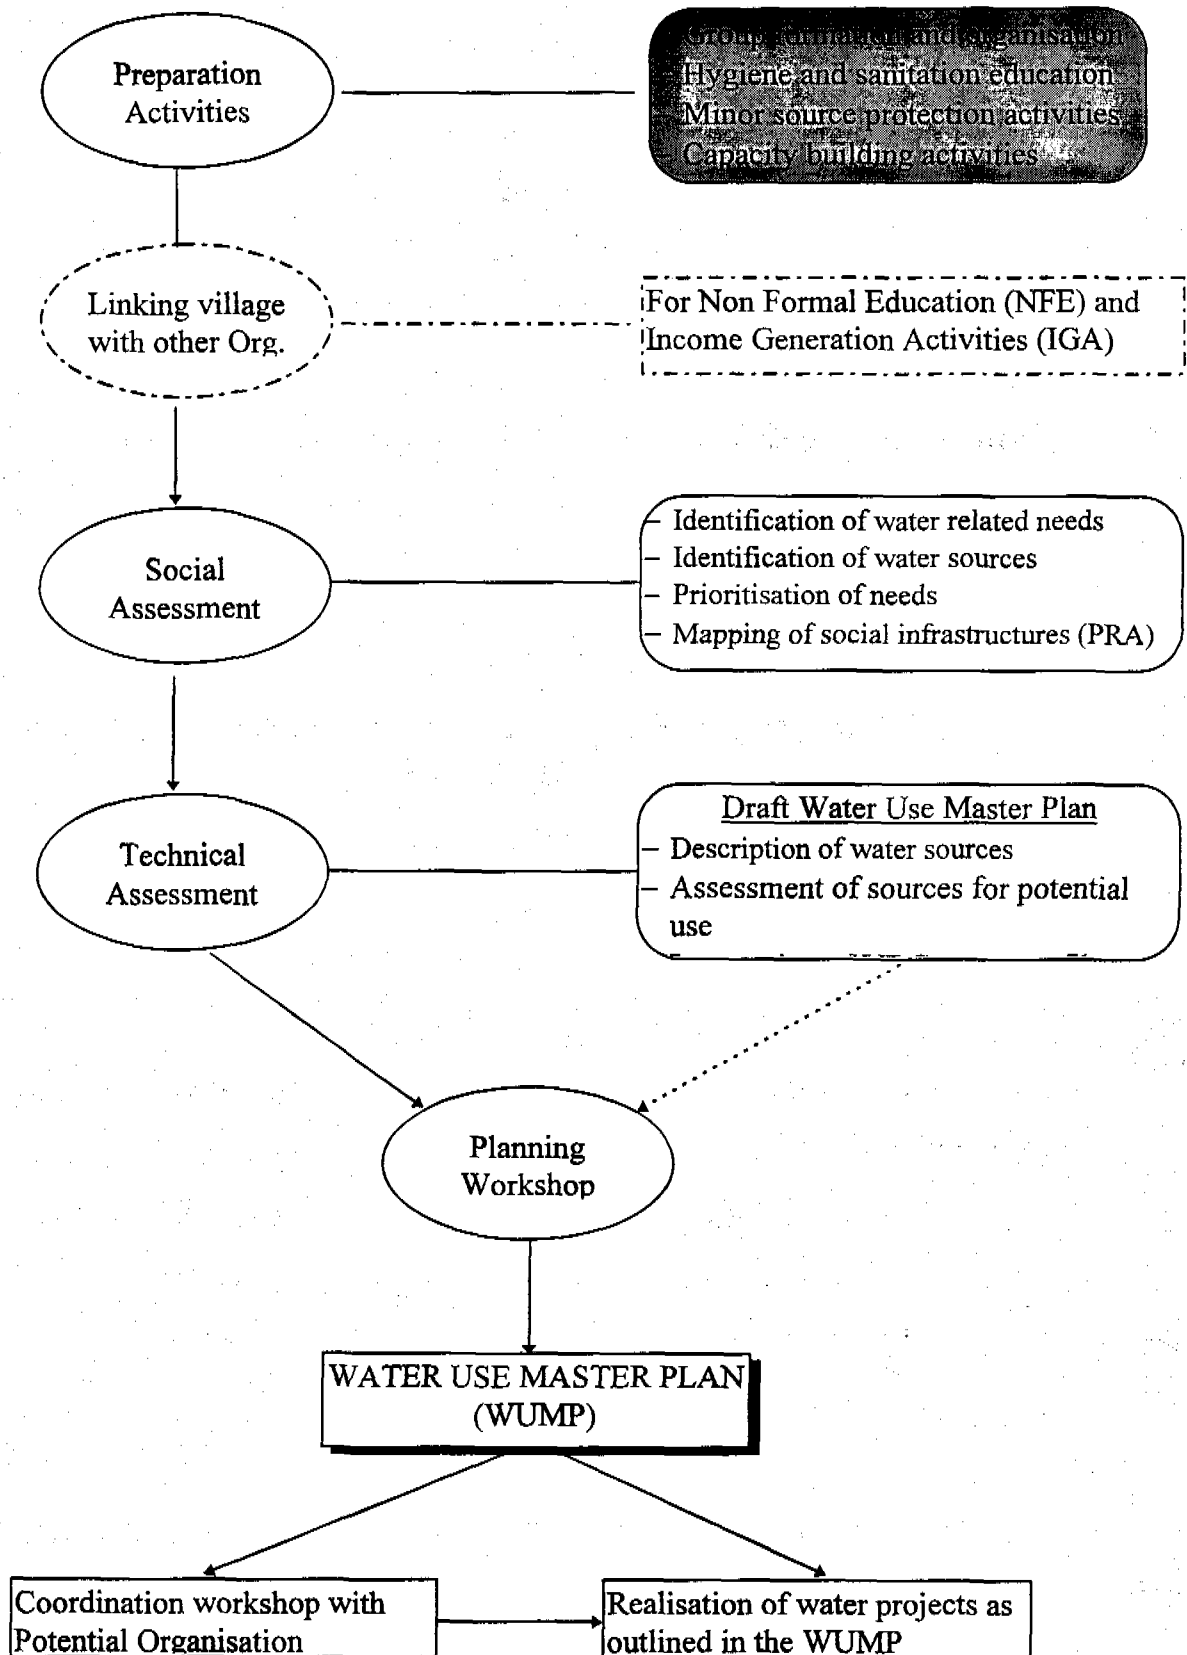 Preparation
Activities
Group formation and organisation
Hygiene and sanitation education
Minor source protection activities
Capacity building activities
Linking village
with other Org.
For Non Formal Education (NFE) and
Income Generation Activities (IGA)
Social
Assessment
– Identification of water related needs
– Identification of water sources
– Prioritisation of needs
– Mapping of social infrastructures (PRA)
Technical
Assessment
Draft Water Use Master Plan
– Description of water sources
– Assessment of sources for potential
use
Planning
Workshop
WATER USE MASTER PLAN
(WUMP)
Coordination workshop with
Potential Organisation
Realisation of water projects as
outlined in the WUMP